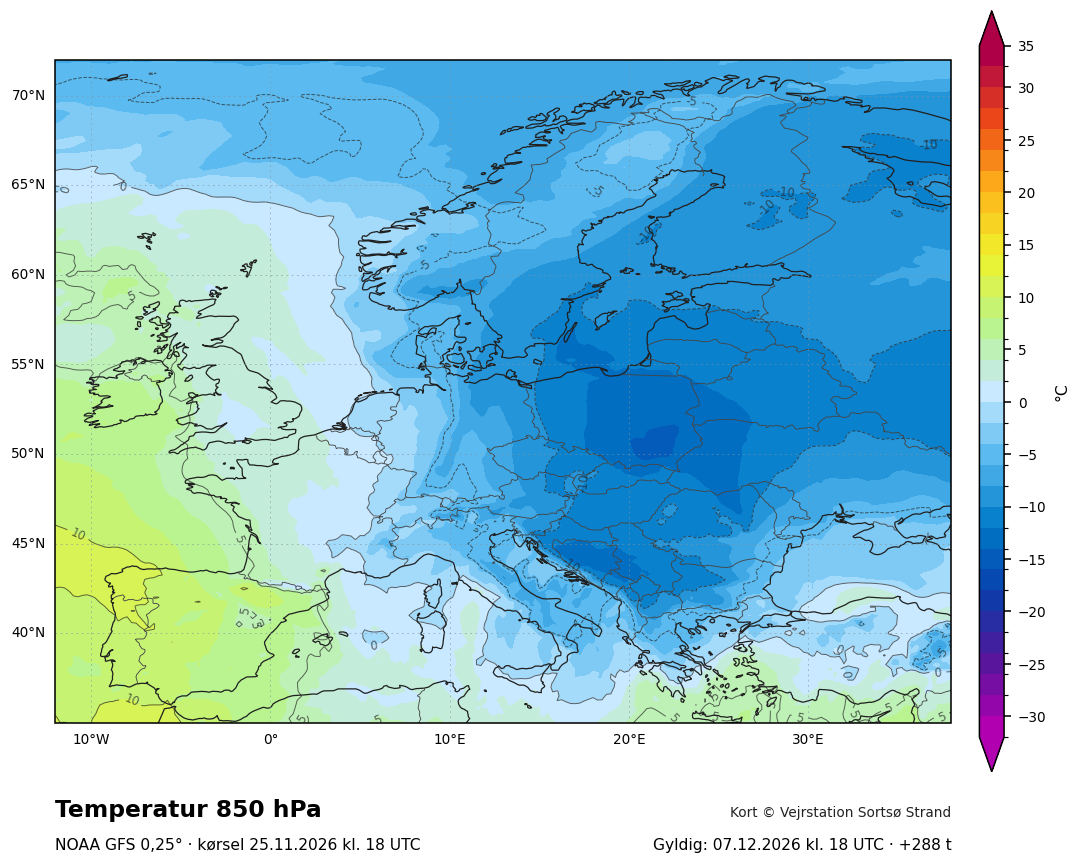 70°N
65°N
60°N
55°N
50°N
45°N
40°N
10°W
0°
10°E
20°E
30°E
35
30
25
20
15
10
5
0
−5
−10
−15
−20
−25
−30
°C
Temperatur 850 hPa
Kort © Vejrstation Sortsø Strand
NOAA GFS 0,25° · kørsel 25.11.2026 kl. 18 UTC
Gyldig: 07.12.2026 kl. 18 UTC · +288 t